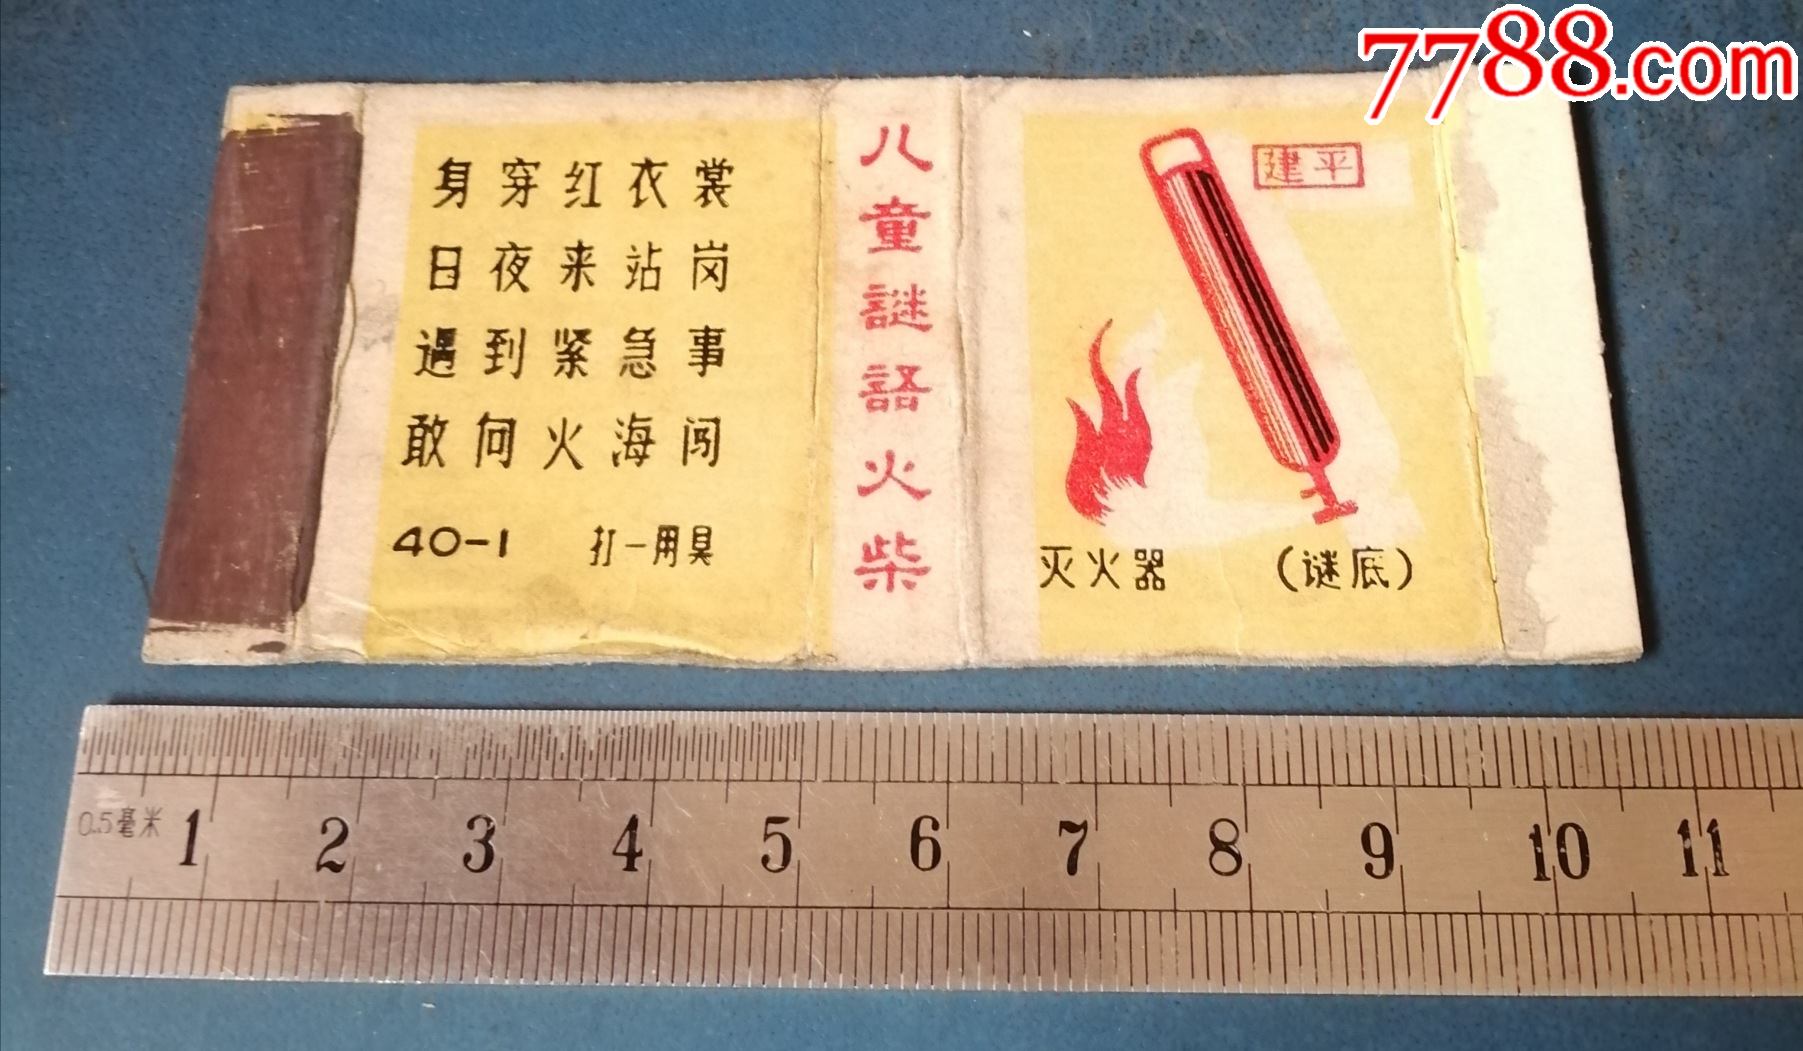 7788.com
身穿红衣裳
日夜来站岗
遇到紧急事
敢向火海闯
40-1 打一用具
儿童謎語火柴
建平
灭火器 (谜底)
0.5毫米 1 2 3 4 5 6 7 8 9 10 11